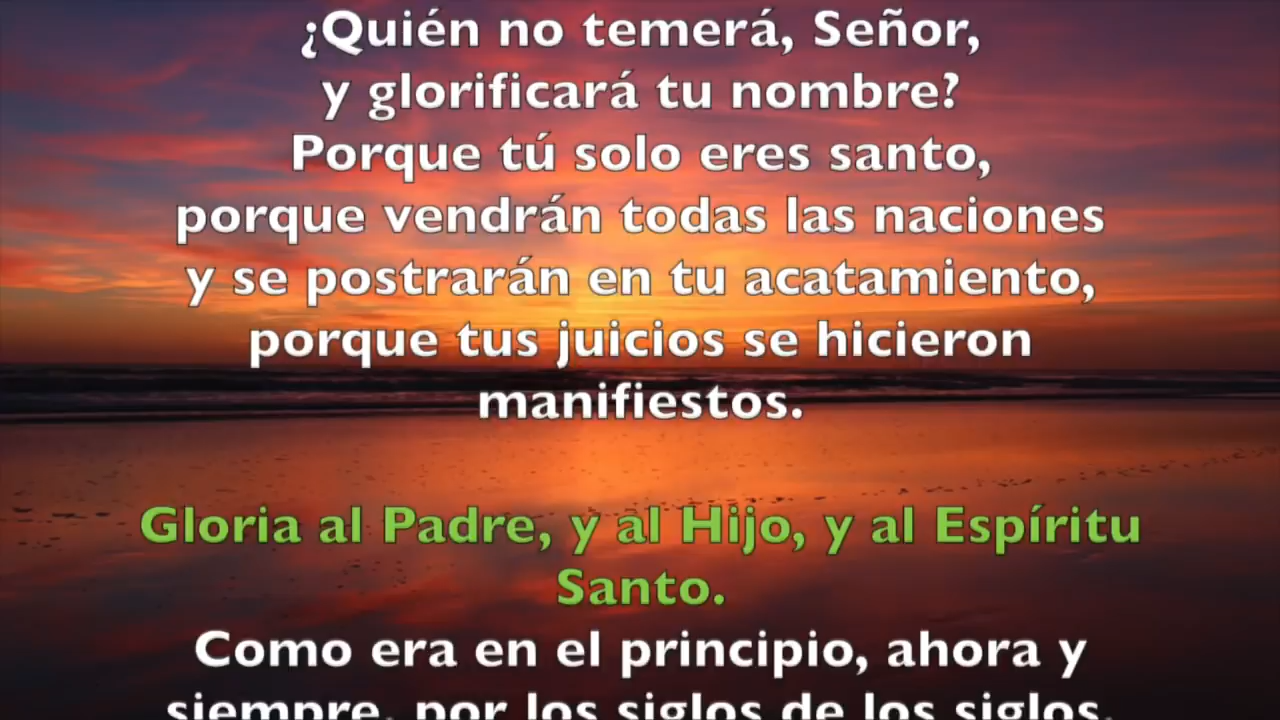 ¿Quién no temerá, Señor,
y glorificará tu nombre?
Porque tú solo eres santo,
porque vendrán todas las naciones
y se postrarán en tu acatamiento,
porque tus juicios se hicieron
manifiestos.
Gloria al Padre, y al Hijo, y al Espíritu
Santo.
Como era en el principio, ahora y
siempre, por los siglos de los siglos.